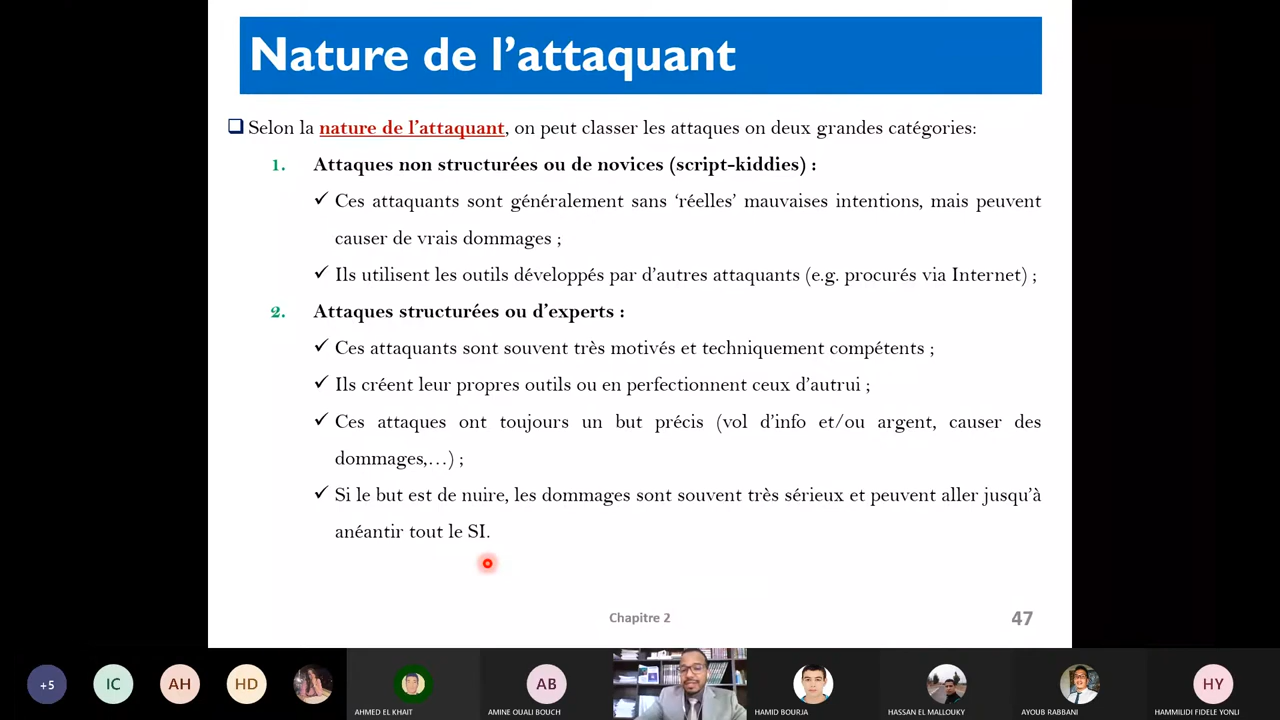 Nature de l’attaquant
❑ Selon la nature de l’attaquant, on peut classer les attaques on deux grandes catégories:
1. Attaques non structurées ou de novices (script-kiddies) :
✓ Ces attaquants sont généralement sans ‘réelles’ mauvaises intentions, mais peuvent
causer de vrais dommages ;
✓ Ils utilisent les outils développés par d’autres attaquants (e.g. procurés via Internet) ;
2. Attaques structurées ou d’experts :
✓ Ces attaquants sont souvent très motivés et techniquement compétents ;
✓ Ils créent leur propres outils ou en perfectionnent ceux d’autrui ;
✓ Ces attaques ont toujours un but précis (vol d’info et/ou argent, causer des
dommages,…) ;
✓ Si le but est de nuire, les dommages sont souvent très sérieux et peuvent aller jusqu’à
anéantir tout le SI.
Chapitre 2
47
+5
IC
AH
HD
AHMED EL KHAIT
AB
AMINE OUALI BOUCH
HAMID BOURJA
HASSAN EL MALLOUKY
AYOUB RABBANI
HY
HAMMILIDI FIDELE YONLI